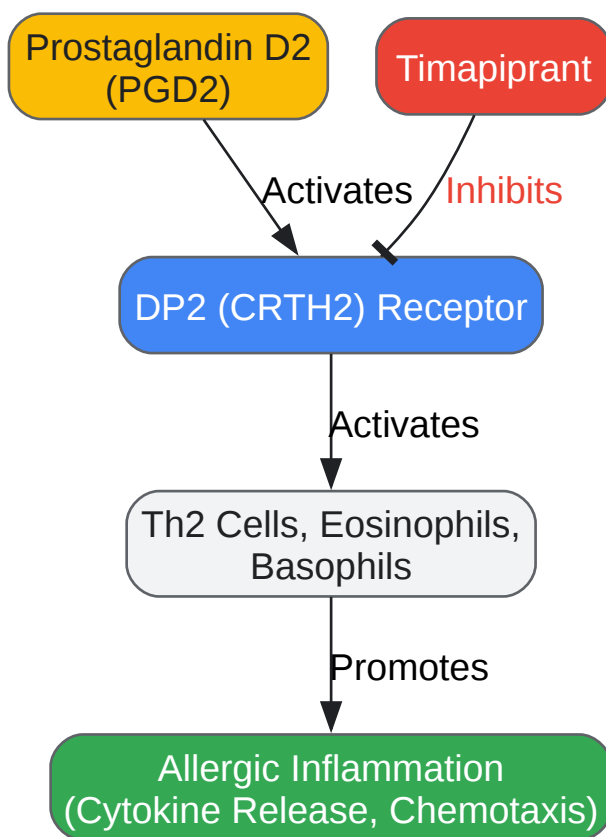 Prostaglandin D2
(PGD2)
Timapiprant
Activates
Inhibits
DP2 (CRTH2) Receptor
Activates
Th2 Cells, Eosinophils,
Basophils
Promotes
Allergic Inflammation
(Cytokine Release, Chemotaxis)